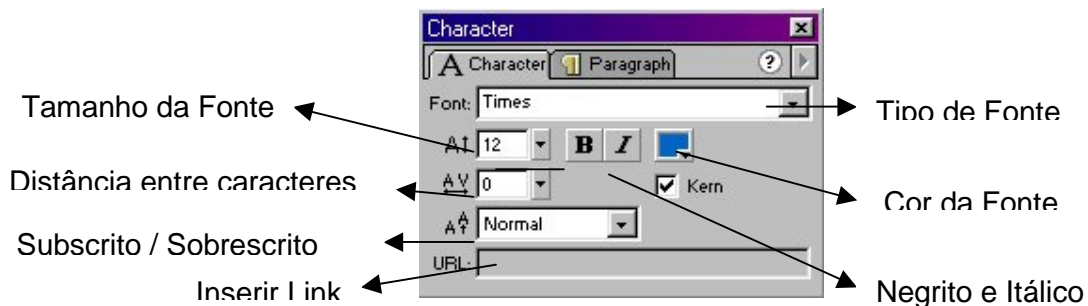 Character
A Character Paragraph ?
Font: Times
Tamanho da Fonte
Tipo de Fonte
12 B I
Distância entre caracteres
AV 0 Kern
Cor da Fonte
Normal
Subscrito / Sobrescrito
URL:
Inserir Link
Negrito e Itálico